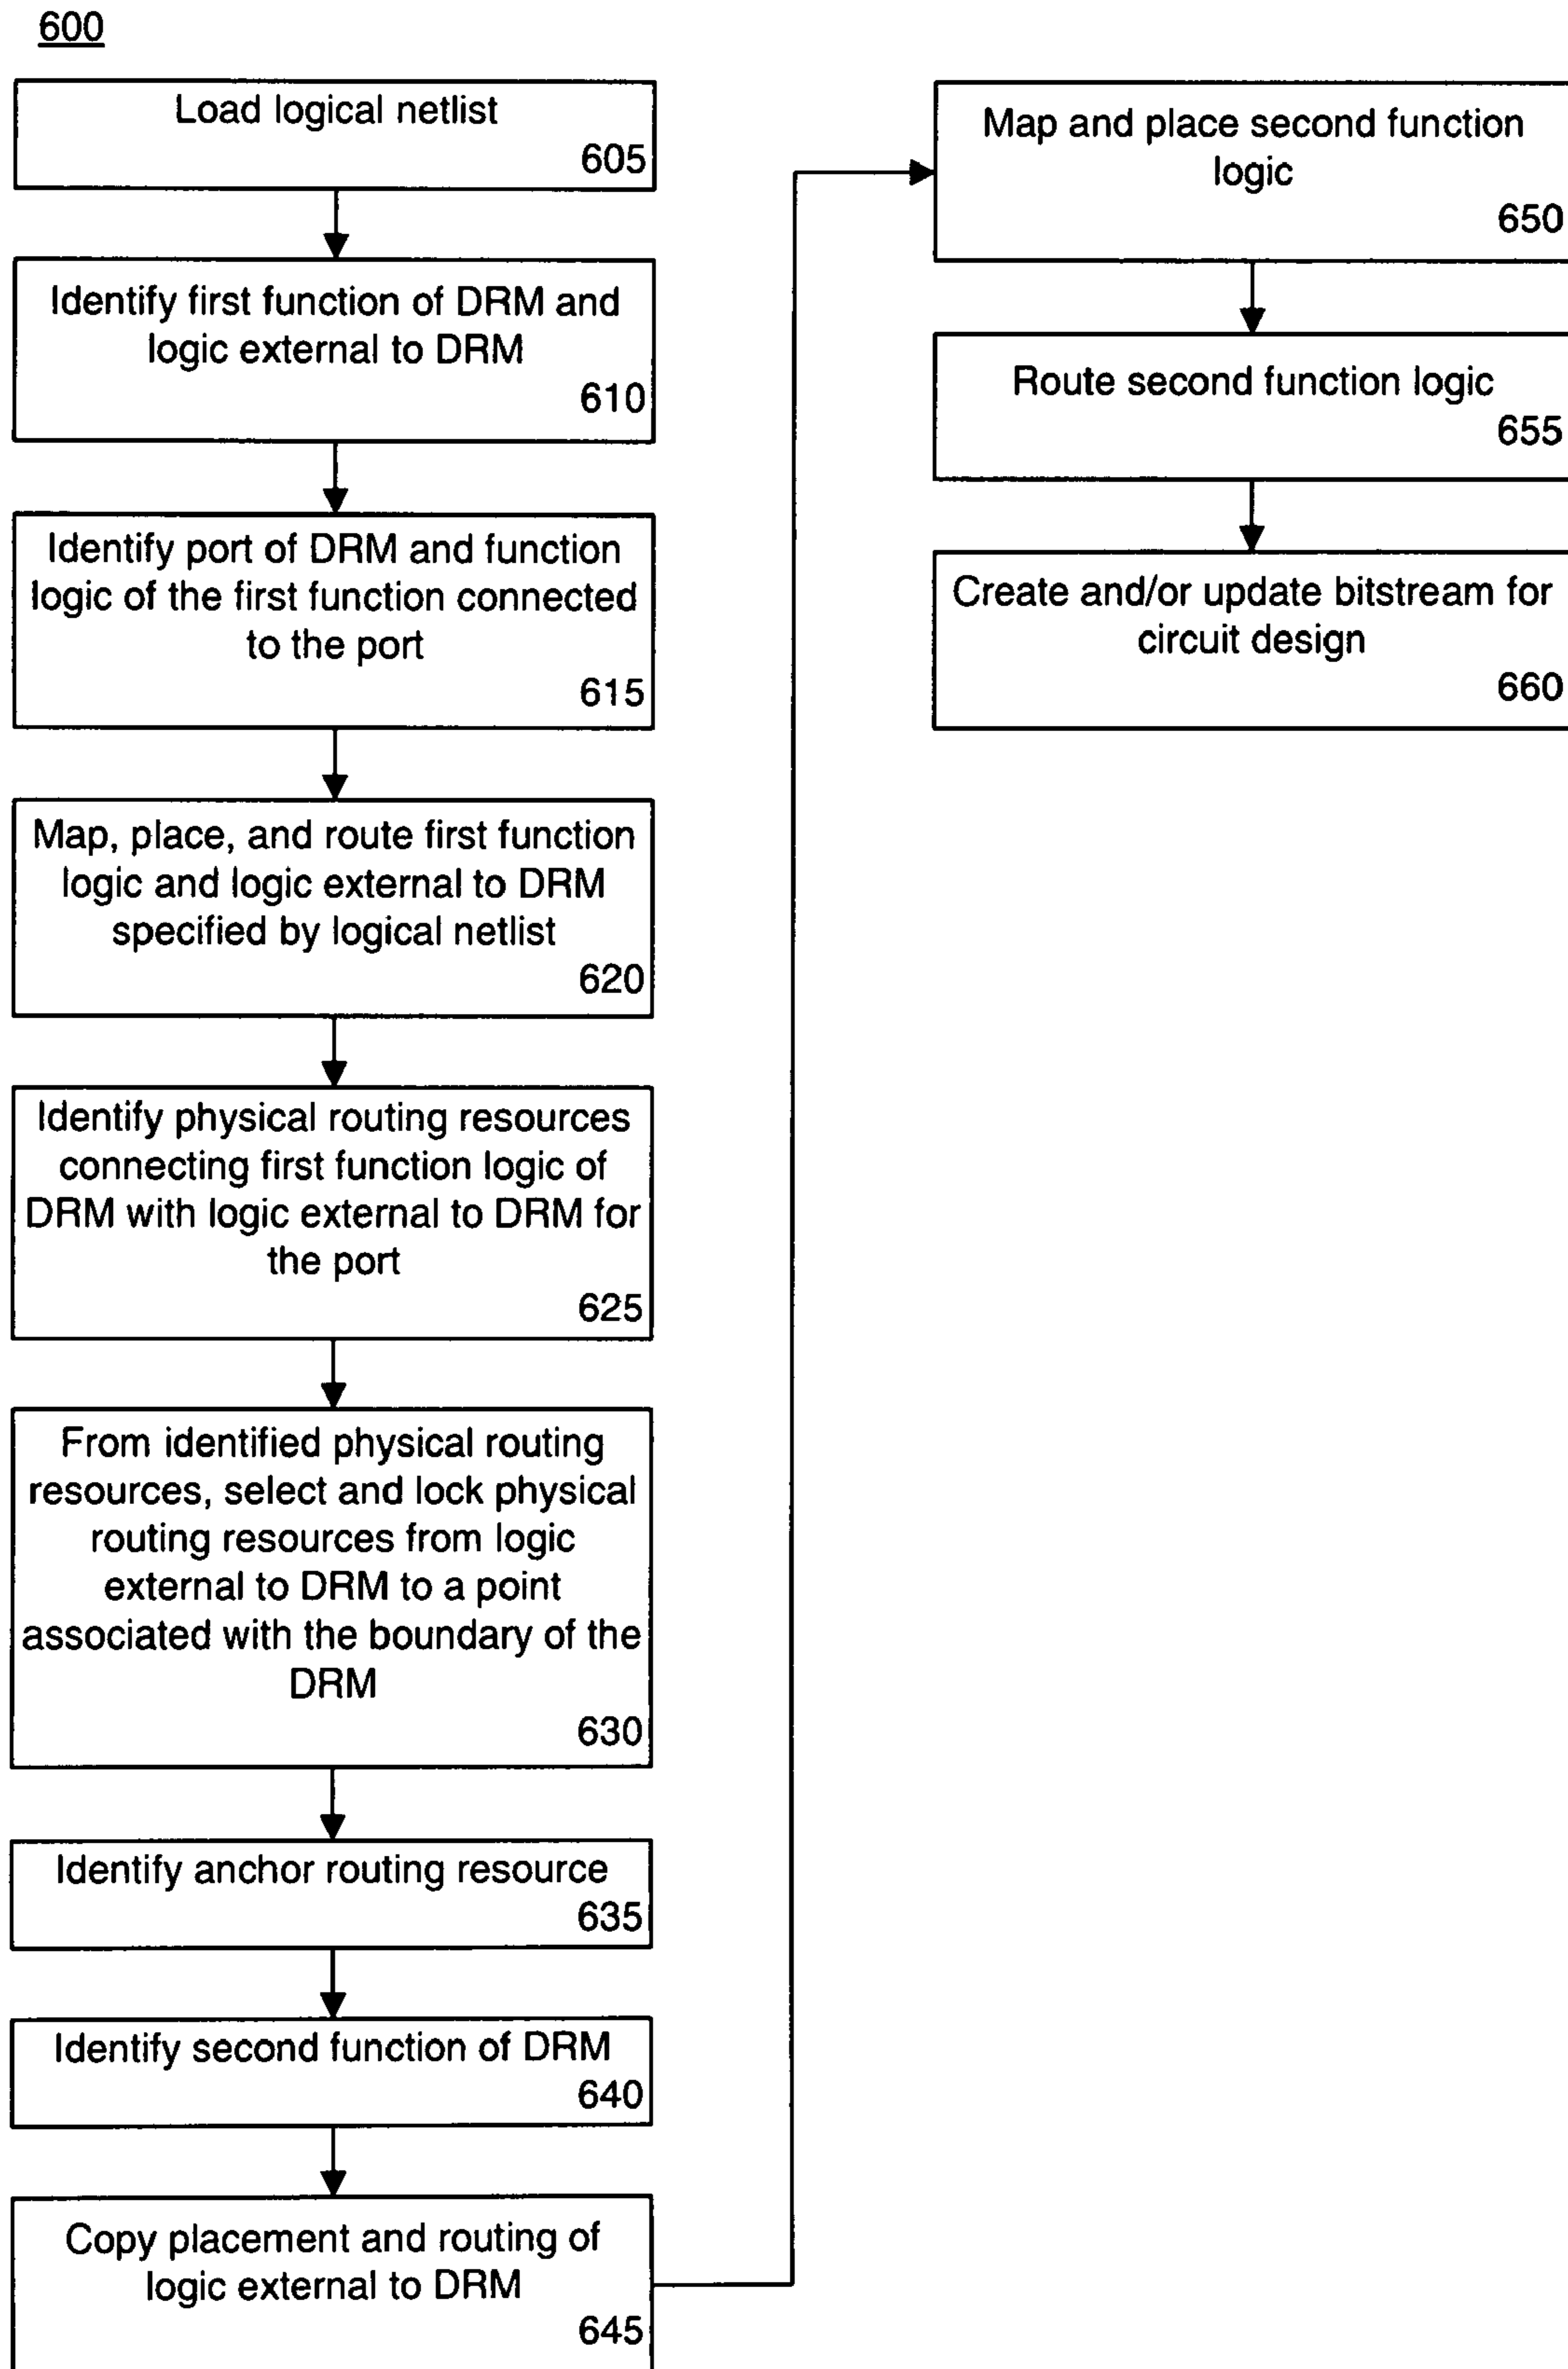 600
Load logical netlist
605
Identify first function of DRM and
logic external to DRM
610
Identify port of DRM and function
logic of the first function connected
to the port
615
Map, place, and route first function
logic and logic external to DRM
specified by logical netlist
620
Identify physical routing resources
connecting first function logic of
DRM with logic external to DRM for
the port
625
From identified physical routing
resources, select and lock physical
routing resources from logic
external to DRM to a point
associated with the boundary of the
DRM
630
Identify anchor routing resource
635
Identify second function of DRM
640
Copy placement and routing of
logic external to DRM
645
Map and place second function
logic
650
Route second function logic
655
Create and/or update bitstream for
circuit design
660